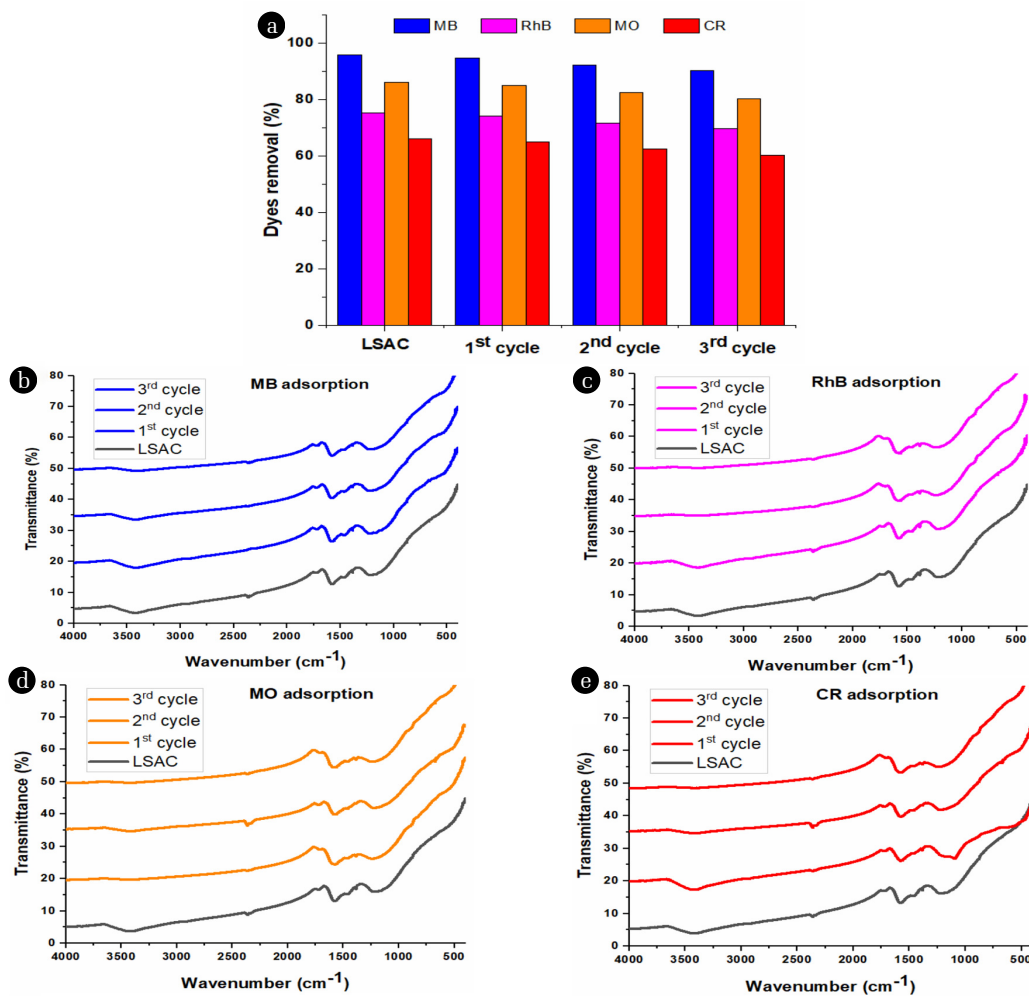 a
MB RhB MO CR
Dyes removal (%)
100
80
60
40
20
0
LSAC 1st cycle 2nd cycle 3rd cycle
b
MB adsorption
3rd cycle
2nd cycle
1st cycle
LSAC
Transmittance (%)
80
70
60
50
40
30
20
10
0
4000 3500 3000 2500 2000 1500 1000 500
Wavenumber (cm-1)
c
RhB adsorption
3rd cycle
2nd cycle
1st cycle
LSAC
Transmittance (%)
80
70
60
50
40
30
20
10
0
4000 3500 3000 2500 2000 1500 1000 500
Wavenumber (cm-1)
d
MO adsorption
3rd cycle
2nd cycle
1st cycle
LSAC
Transmittance (%)
80
70
60
50
40
30
20
10
0
4000 3500 3000 2500 2000 1500 1000 500
Wavenumber (cm-1)
e
CR adsorption
3rd cycle
2nd cycle
1st cycle
LSAC
Transmittance (%)
80
70
60
50
40
30
20
10
0
4000 3500 3000 2500 2000 1500 1000 500
Wavenumber (cm-1)